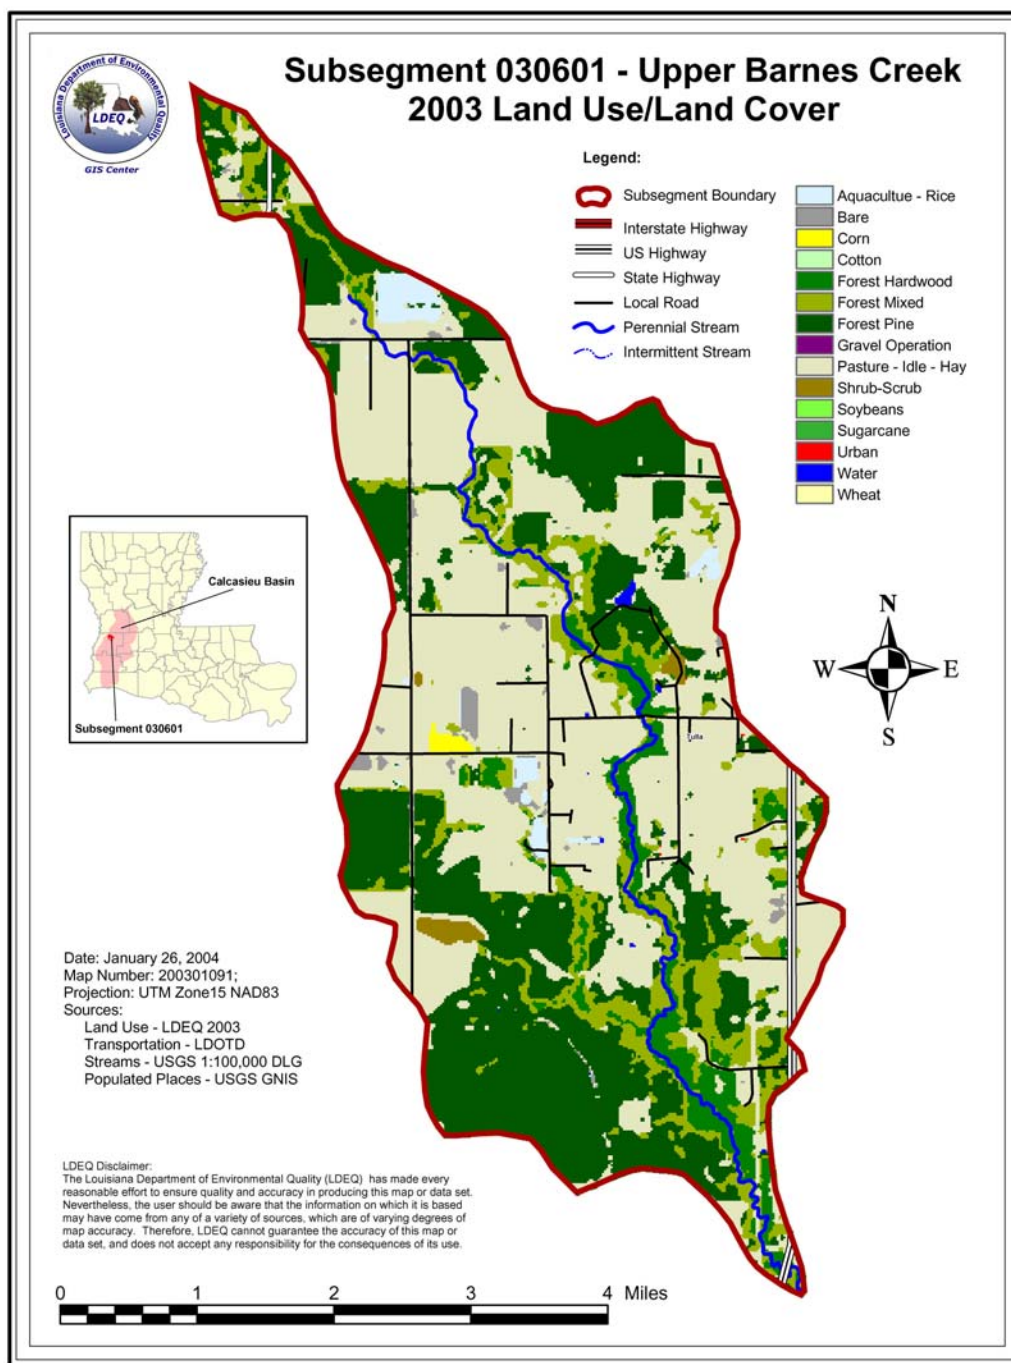 Louisiana Department of Environmental Quality
LDEQ
GIS Center
Subsegment 030601 - Upper Barnes Creek
2003 Land Use/Land Cover
Legend:
Subsegment Boundary
Interstate Highway
US Highway
State Highway
Local Road
Perennial Stream
Intermittent Stream
Aquacultue - Rice
Bare
Corn
Cotton
Forest Hardwood
Forest Mixed
Forest Pine
Gravel Operation
Pasture - Idle - Hay
Shrub-Scrub
Soybeans
Sugarcane
Urban
Water
Wheat
Calcasieu Basin
Subsegment 030601
N
W
E
S
Date: January 26, 2004
Map Number: 200301091;
Projection: UTM Zone15 NAD83
Sources:
Land Use - LDEQ 2003
Transportation - LDOTD
Streams - USGS 1:100,000 DLG
Populated Places - USGS GNIS
LDEQ Disclaimer:
The Louisiana Department of Environmental Quality (LDEQ) has made every
reasonable effort to ensure quality and accuracy in producing this map or data set.
Nevertheless, the user should be aware that the information on which it is based
may have come from any of a variety of sources, which are of varying degrees of
map accuracy. Therefore, LDEQ cannot guarantee the accuracy of this map or
data set, and does not accept any responsibility for the consequences of its use.
0 1 2 3 4 Miles